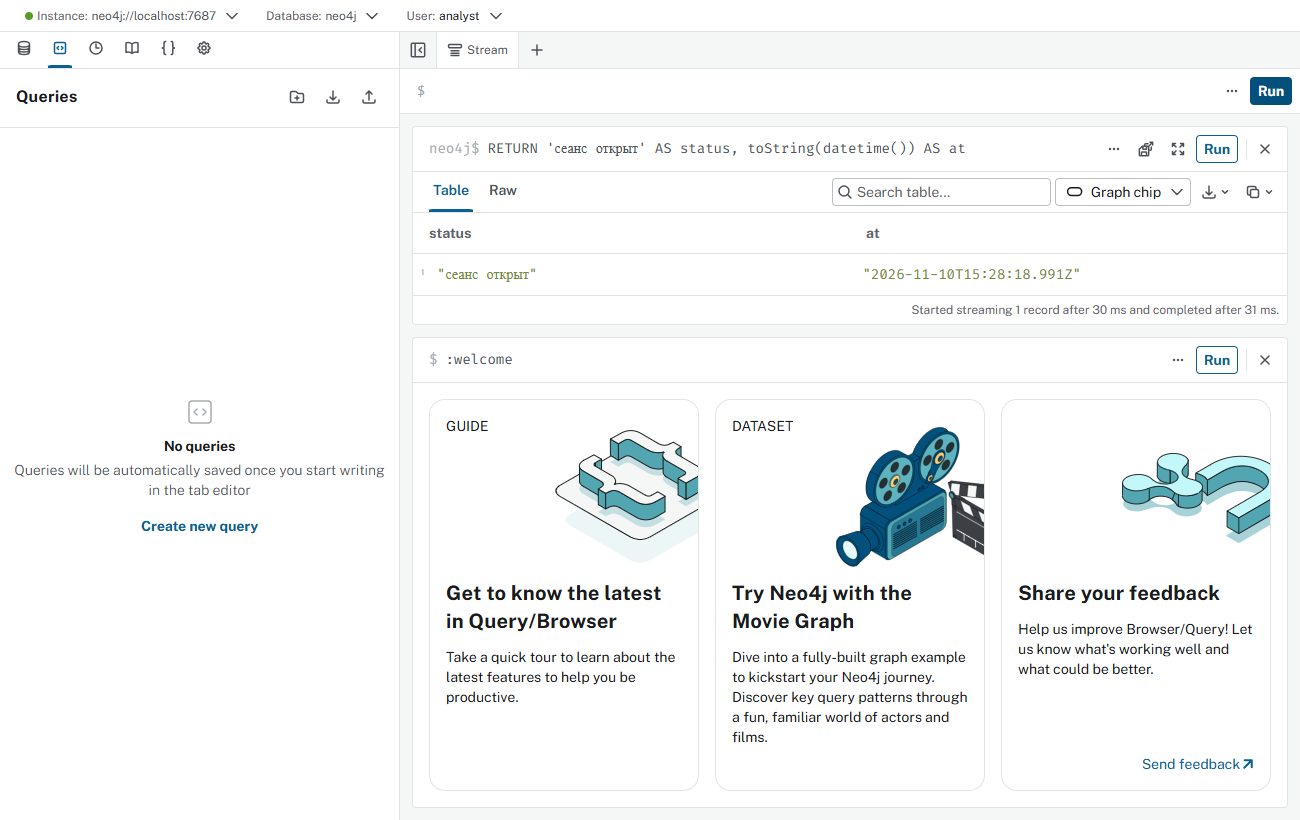 Instance: neo4j://localhost:7687 Database: neo4j User: analyst
Stream
Queries
$ Run
neo4j$ RETURN 'сеанс открыт' AS status, toString(datetime()) AS at Run
Table Raw Search table... Graph chip
status at
1 "сеанс открыт" "2026-11-10T15:28:18.991Z"
Started streaming 1 record after 30 ms and completed after 31 ms.
$ :welcome Run
No queries
Queries will be automatically saved once you start writing
in the tab editor
Create new query
GUIDE
Get to know the latest
in Query/Browser
Take a quick tour to learn about the
latest features to help you be
productive.
DATASET
Try Neo4j with the
Movie Graph
Dive into a fully-built graph example
to kickstart your Neo4j journey.
Discover key query patterns through
a fun, familiar world of actors and
films.
Share your feedback
Help us improve Browser/Query! Let
us know what's working well and
what could be better.
Send feedback